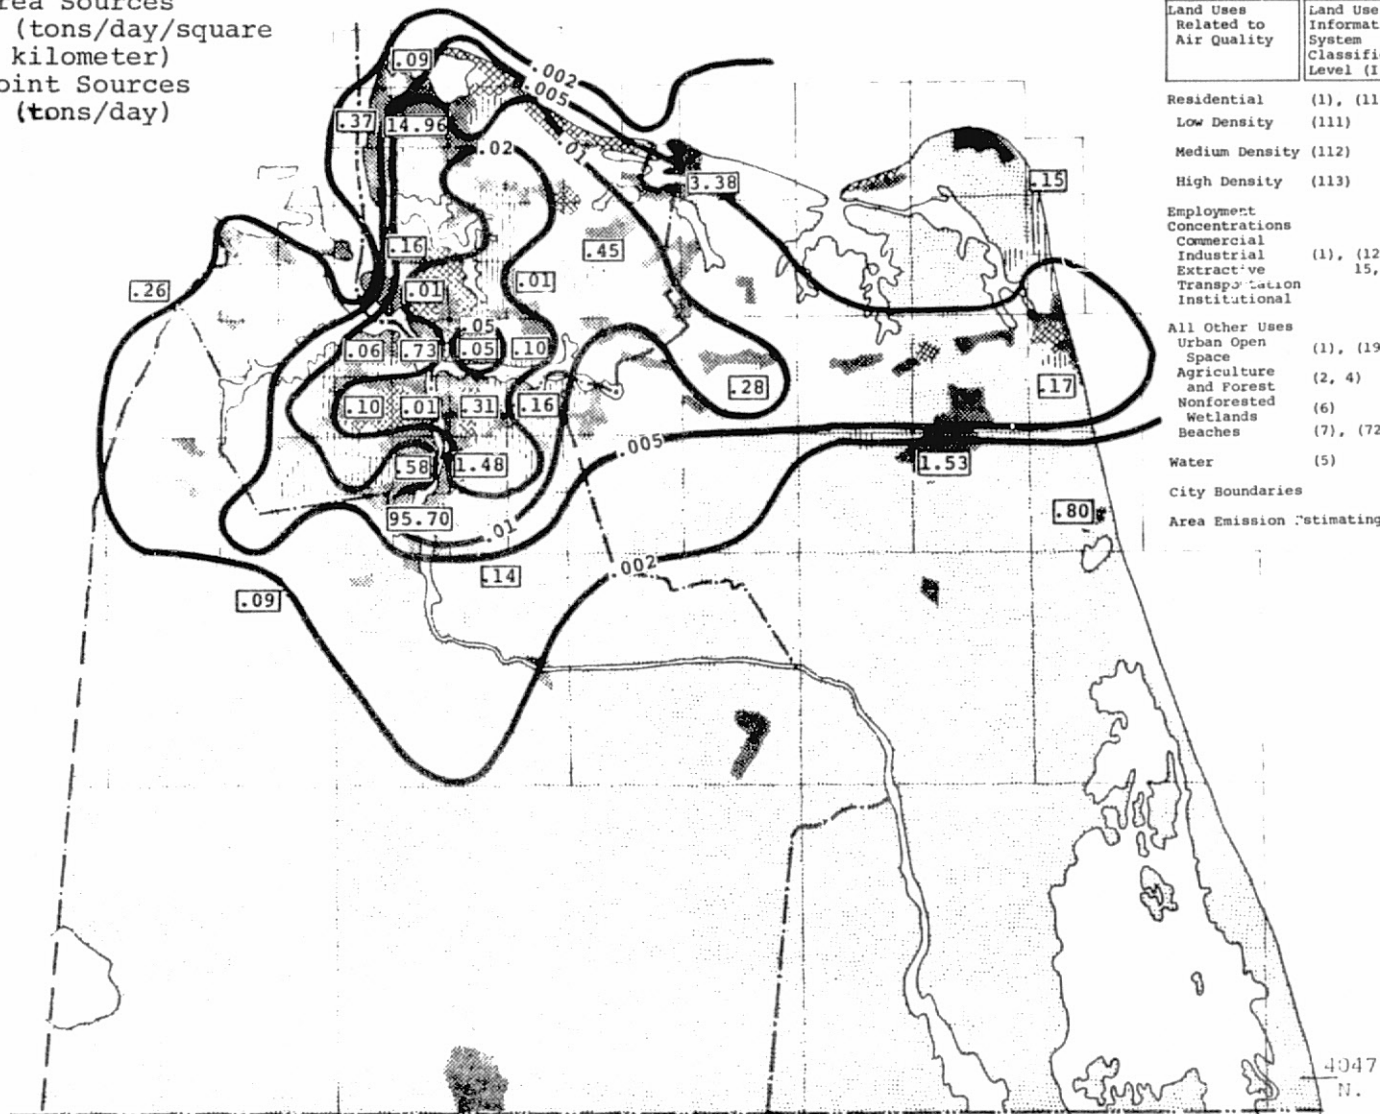 rea Sources
(tons/day/square
kilometer)
oint Sources
(tons/day)
Land Uses
Related to
Air Quality
Land Use
Informat
System
Classifi
Level (I
Residential (1), (11
Low Density (111)
Medium Density (112)
High Density (113)
Employment
Concentrations
Commercial
Industrial (1), (12
Extractive 15,
Transportation
Institutional
All Other Uses
Urban Open
Space (1), (19
Agriculture
and Forest (2, 4)
Nonforested
Wetlands (6)
Beaches (7), (72
Water (5)
City Boundaries
Area Emission Estimating
.09
.002
.005
.37
14.96
.02
.01
3.38
.15
.16
.45
.26
.01
.01
.05
.06
.73
.05
.10
.28
.17
.10
.01
.31
.16
.005
.58
1.48
1.53
95.70
.01
.80
.14
.002
.09
4047
N.